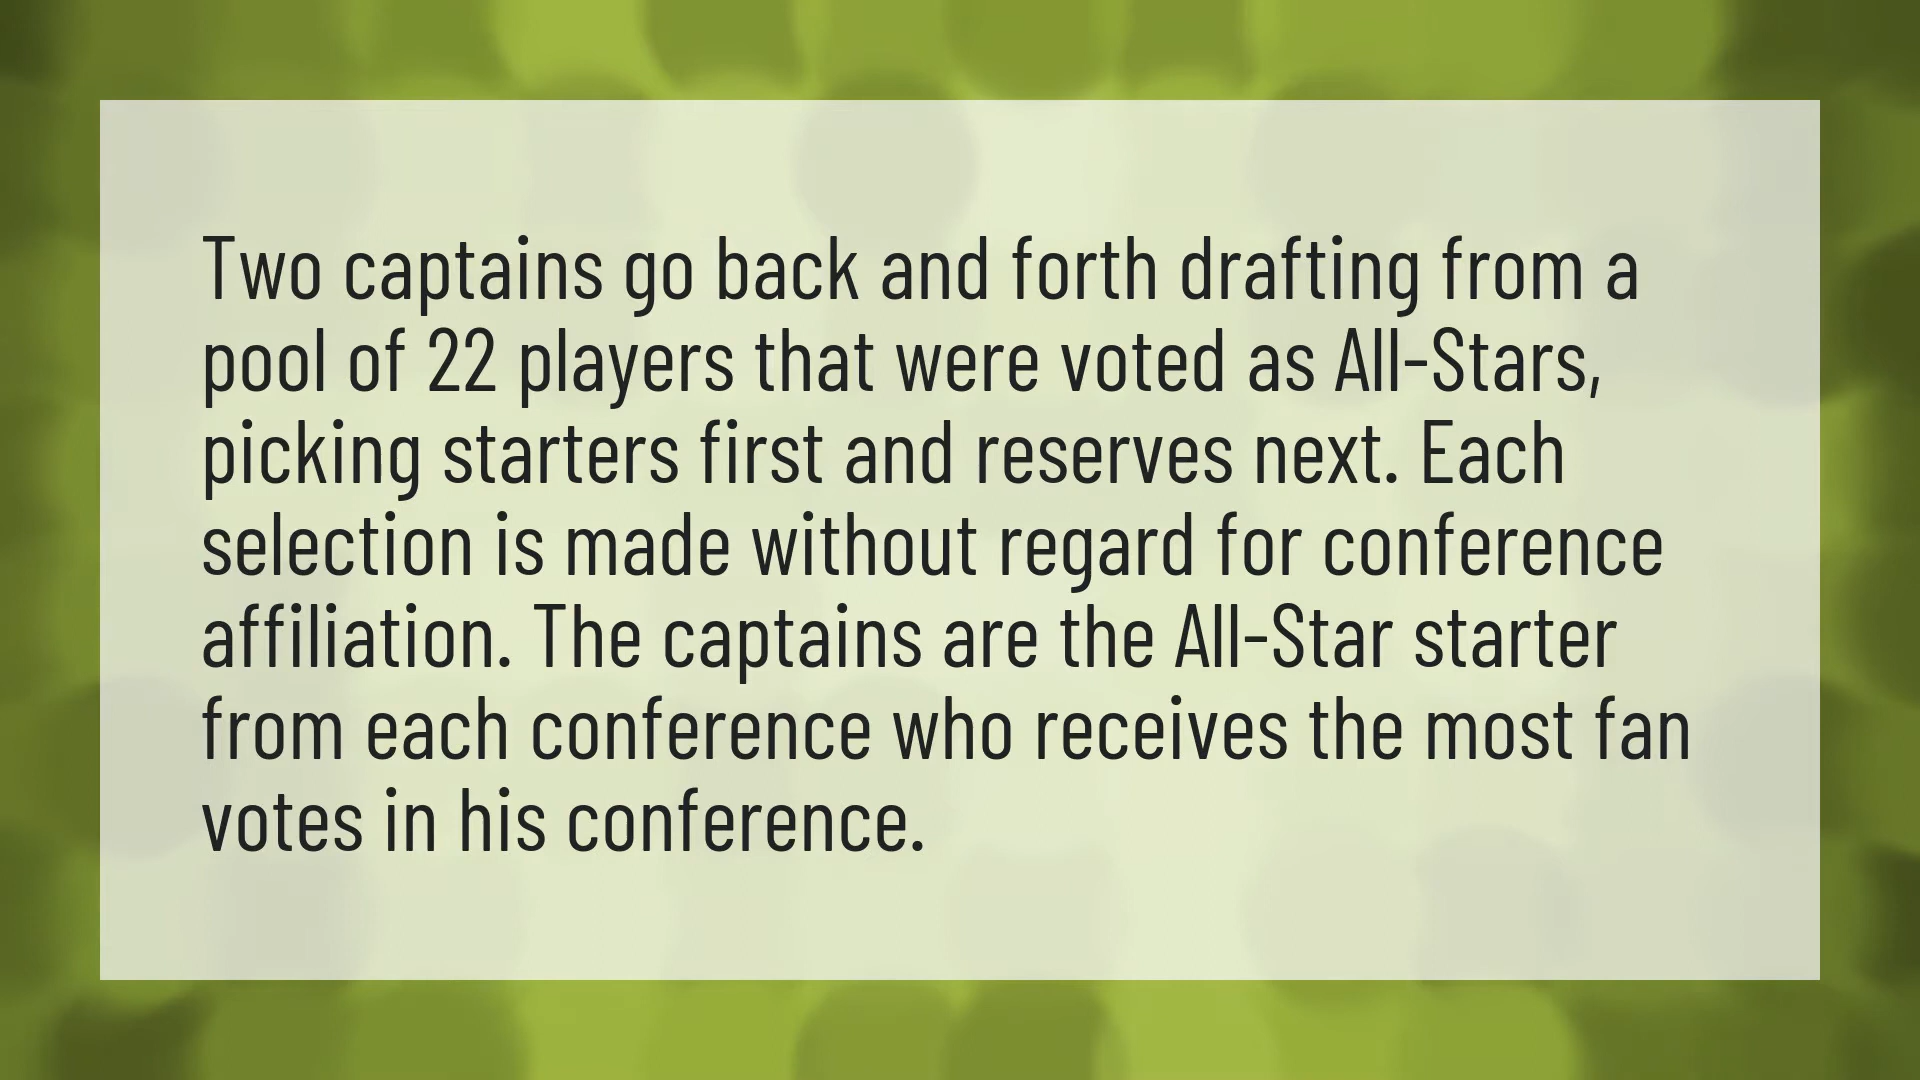 Two captains go back and forth drafting from a
pool of 22 players that were voted as All-Stars,
picking starters first and reserves next. Each
selection is made without regard for conference
affiliation. The captains are the All-Star starter
from each conference who receives the most fan
votes in his conference.